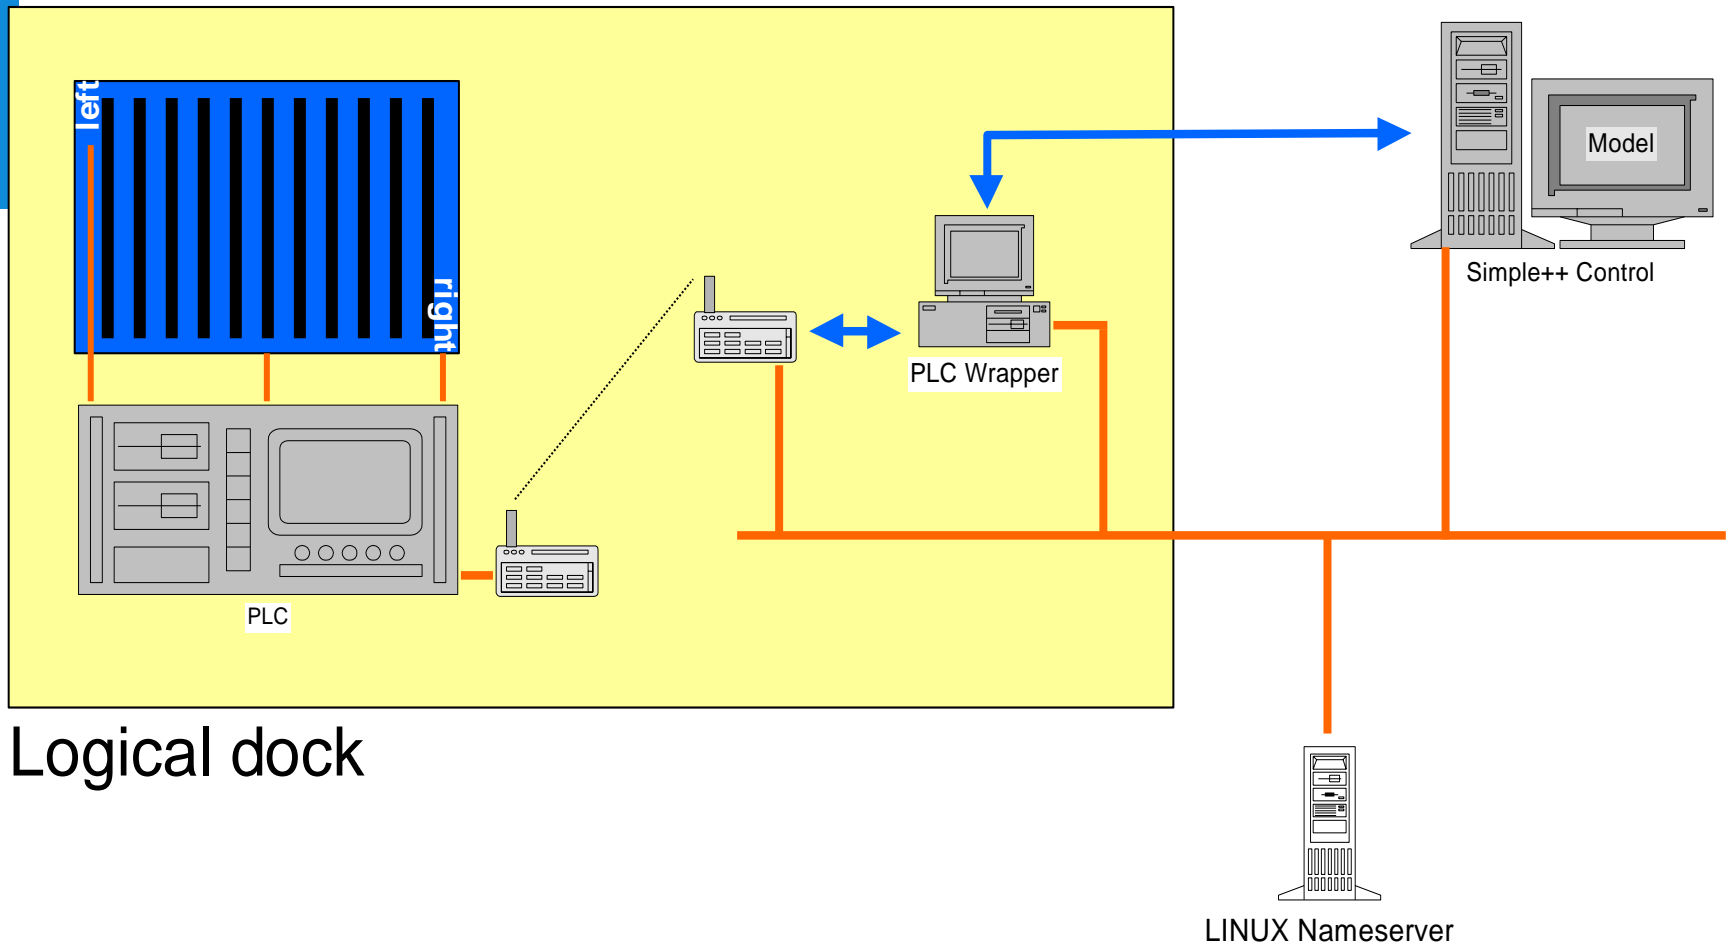 left
right
Model
Simple++ Control
PLC Wrapper
PLC
Logical dock
LINUX Nameserver